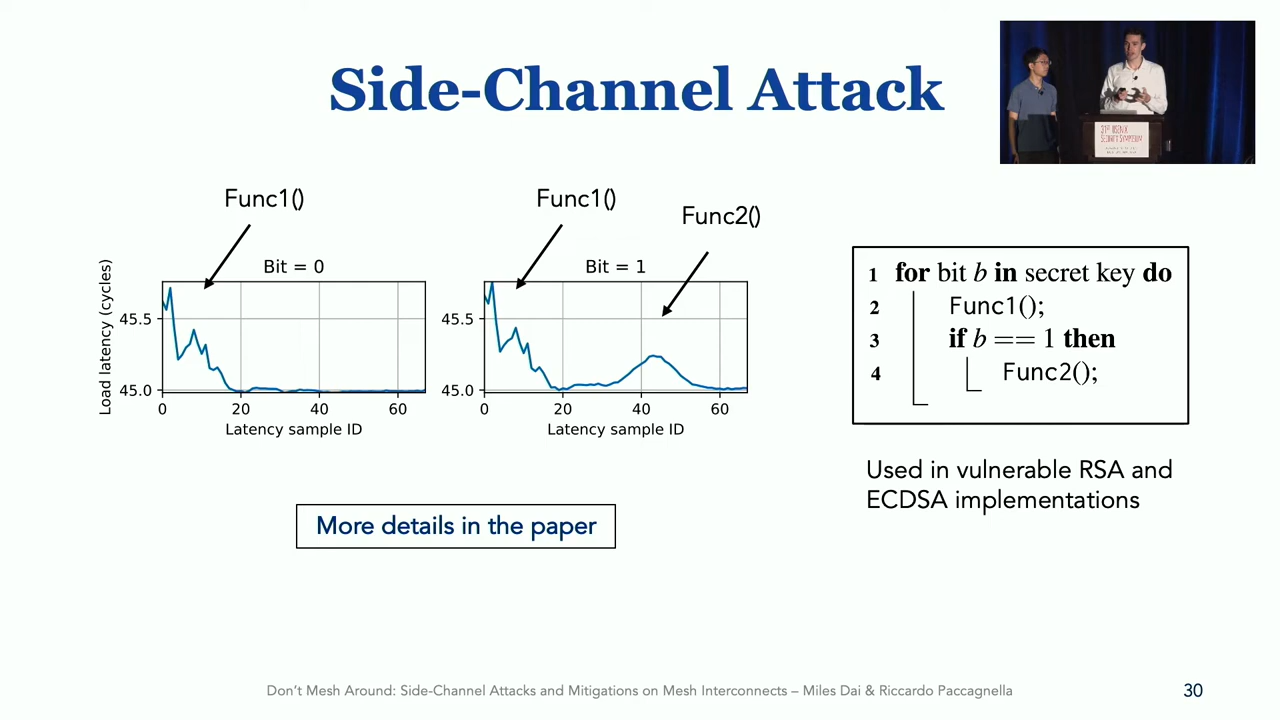 Side-Channel Attack
31ST USENIX
SECURITY SYMPOSIUM
Func1()
Func1()
Func2()
Bit = 0
Load latency (cycles)
45.5
45.0
0 20 40 60
Latency sample ID
Bit = 1
45.5
45.0
0 20 40 60
Latency sample ID
1 for bit b in secret key do
2 Func1();
3 if b == 1 then
4 Func2();
Used in vulnerable RSA and
ECDSA implementations
More details in the paper
Don't Mesh Around: Side-Channel Attacks and Mitigations on Mesh Interconnects – Miles Dai & Riccardo Paccagnella
30